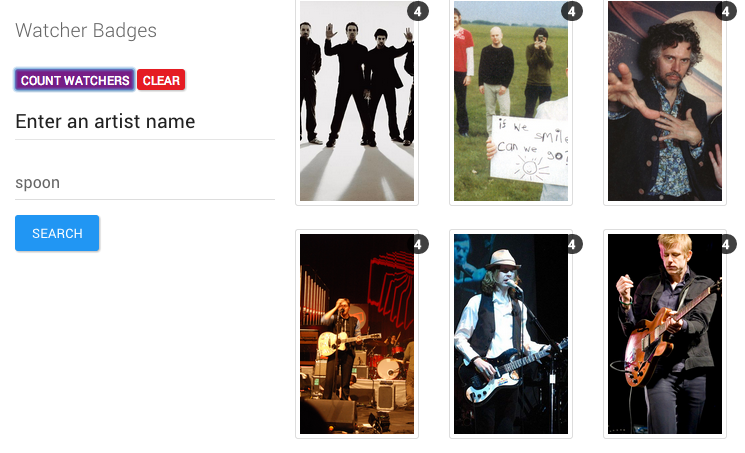 Watcher Badges
COUNT WATCHERS CLEAR
Enter an artist name
spoon
SEARCH
4
4
4
is we smile
can we go?
4
4
4